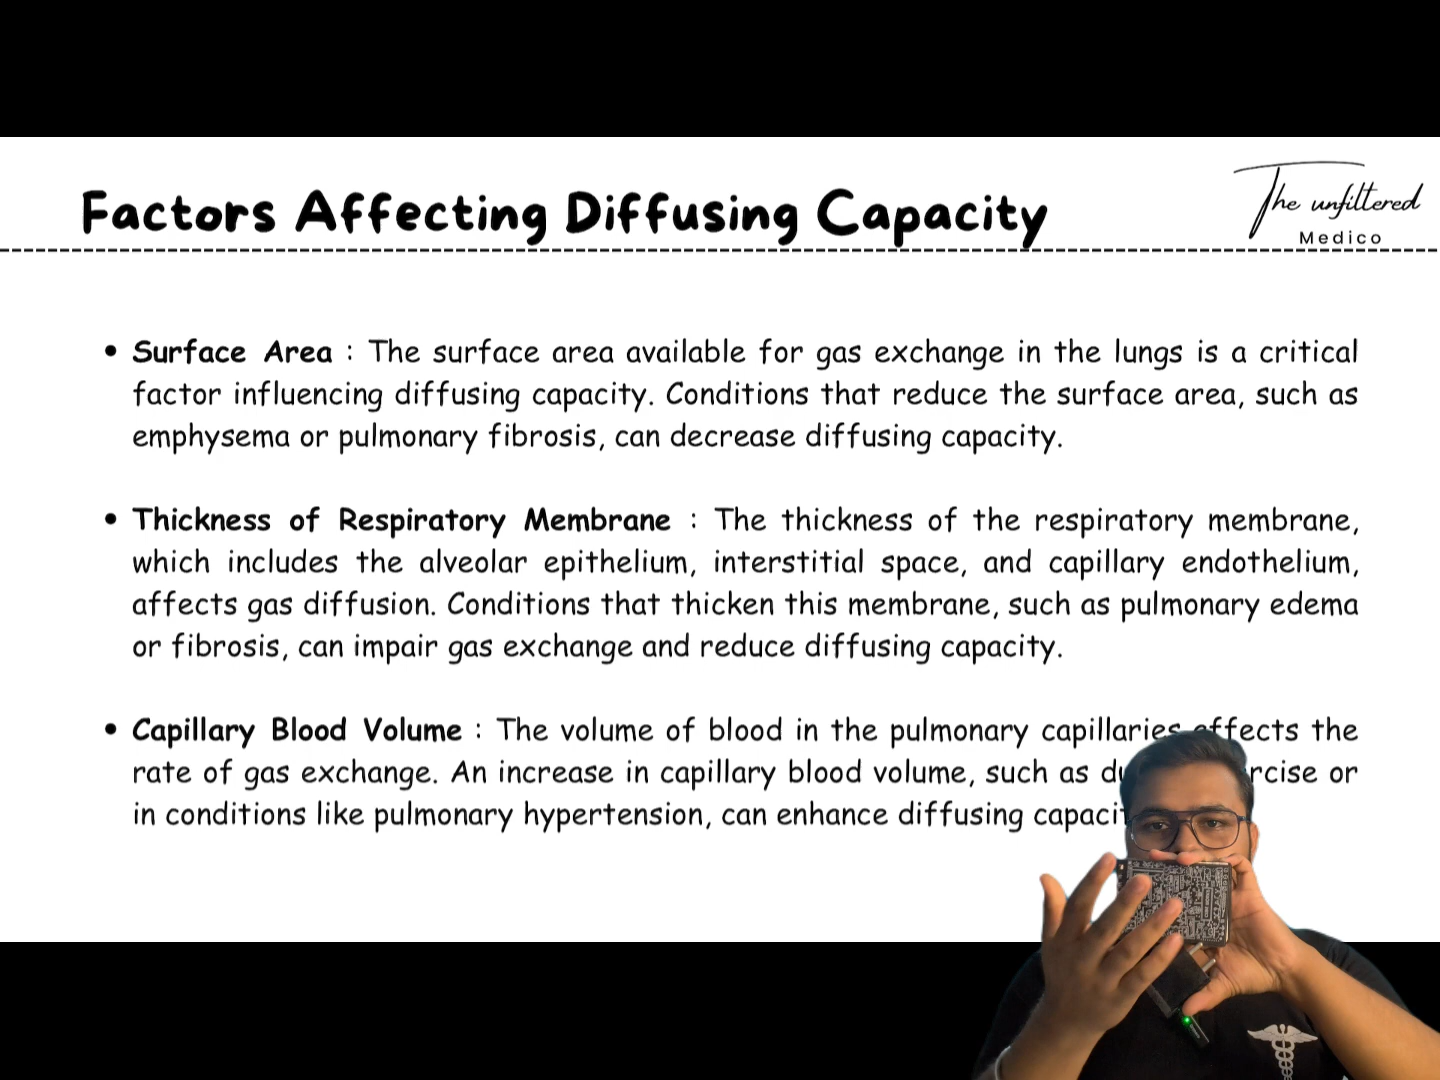 Factors Affecting Diffusing Capacity
The unfiltered
Medico
• Surface Area : The surface area available for gas exchange in the lungs is a critical
factor influencing diffusing capacity. Conditions that reduce the surface area, such as
emphysema or pulmonary fibrosis, can decrease diffusing capacity.
• Thickness of Respiratory Membrane : The thickness of the respiratory membrane,
which includes the alveolar epithelium, interstitial space, and capillary endothelium,
affects gas diffusion. Conditions that thicken this membrane, such as pulmonary edema
or fibrosis, can impair gas exchange and reduce diffusing capacity.
• Capillary Blood Volume : The volume of blood in the pulmonary capillaries affects the
rate of gas exchange. An increase in capillary blood volume, such as or
in conditions like pulmonary hypertension, can enhance diffusing